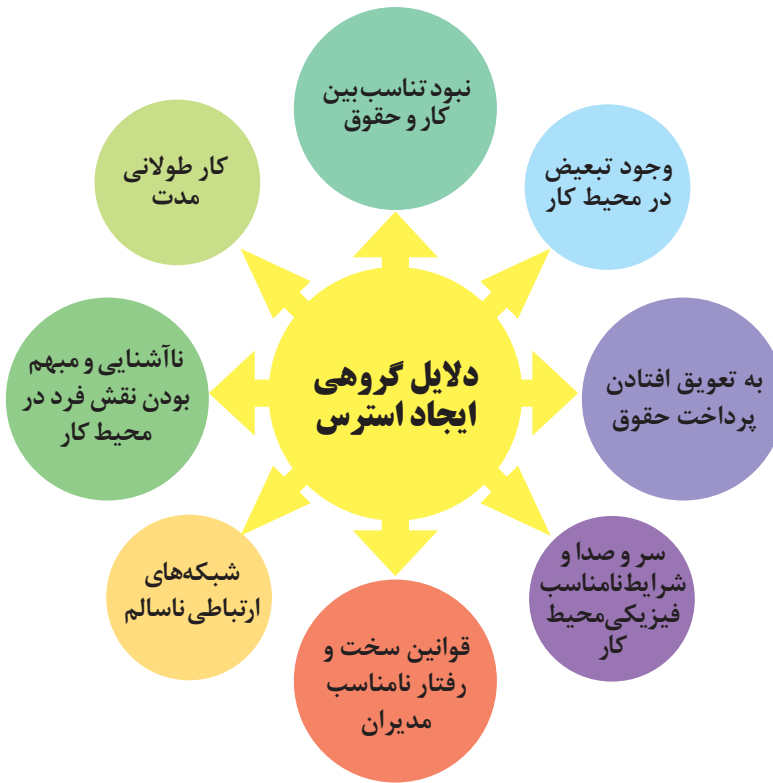 دلایل گروهی
ایجاد استرس
نبود تناسب بین
کار و حقوق
وجود تبعیض
در محیط کار
به تعویق افتادن
پرداخت حقوق
سر و صدا و
شرایط نامناسب
فیزیکی محیط
کار
قوانین سخت و
رفتار نامناسب
مدیران
شبکه‌های
ارتباطی ناسالم
ناآشنایی و مبهم
بودن نقش فرد در
محیط کار
کار طولانی
مدت